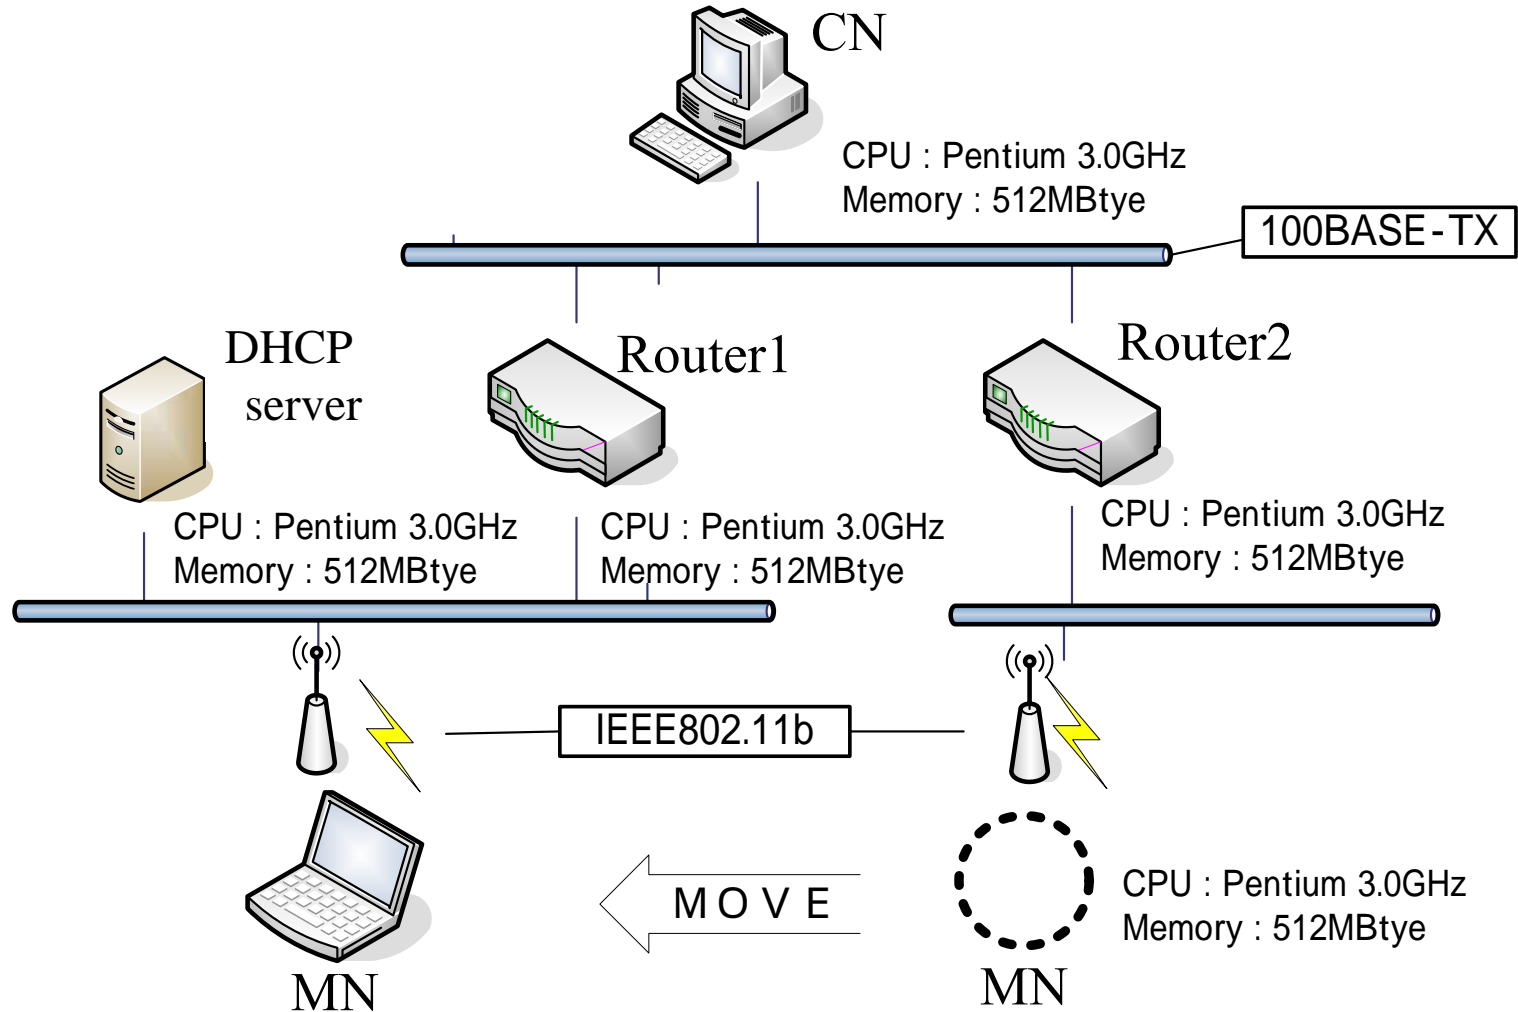 CN
CPU : Pentium 3.0GHz
Memory : 512MBtye
100BASE-TX
DHCP
server
Router1
Router2
CPU : Pentium 3.0GHz
Memory : 512MBtye
CPU : Pentium 3.0GHz
Memory : 512MBtye
CPU : Pentium 3.0GHz
Memory : 512MBtye
IEEE802.11b
MOVE
CPU : Pentium 3.0GHz
Memory : 512MBtye
MN
MN